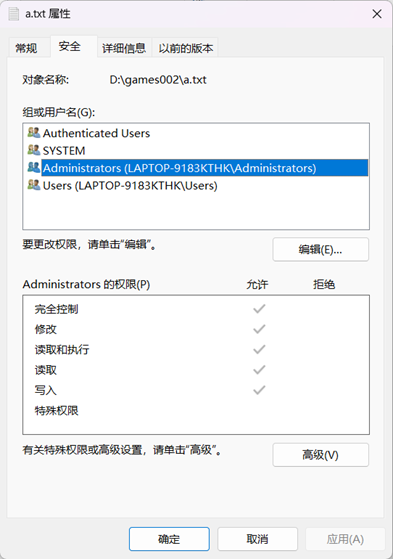 a.txt 属性
常规 安全 详细信息 以前的版本
对象名称: D:\games002\a.txt
组或用户名(G):
Authenticated Users
SYSTEM
Administrators (LAPTOP-9183KTHK\Administrators)
Users (LAPTOP-9183KTHK\Users)
要更改权限，请单击"编辑"。 编辑(E)...
Administrators 的权限(P) 允许 拒绝
完全控制
修改
读取和执行
读取
写入
特殊权限
有关特殊权限或高级设置，请单击"高级"。 高级(V)
确定 取消 应用(A)